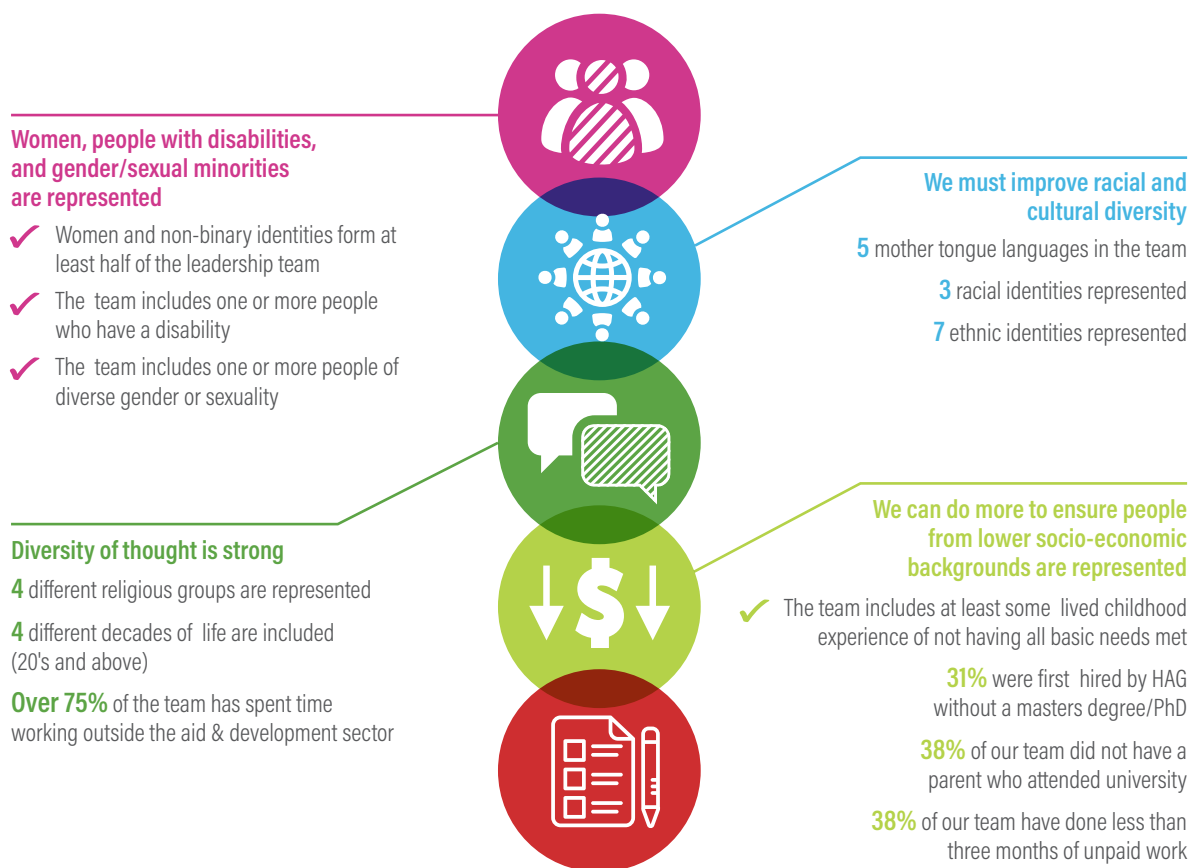 Women, people with disabilities,
and gender/sexual minorities
are represented
Women and non-binary identities form at
least half of the leadership team
The team includes one or more people
who have a disability
The team includes one or more people of
diverse gender or sexuality
We must improve racial and
cultural diversity
5 mother tongue languages in the team
3 racial identities represented
7 ethnic identities represented
Diversity of thought is strong
4 different religious groups are represented
4 different decades of life are included
(20's and above)
Over 75% of the team has spent time
working outside the aid & development sector
$
We can do more to ensure people
from lower socio-economic
backgrounds are represented
The team includes at least some lived childhood
experience of not having all basic needs met
31% were first hired by HAG
without a masters degree/PhD
38% of our team did not have a
parent who attended university
38% of our team have done less than
three months of unpaid work